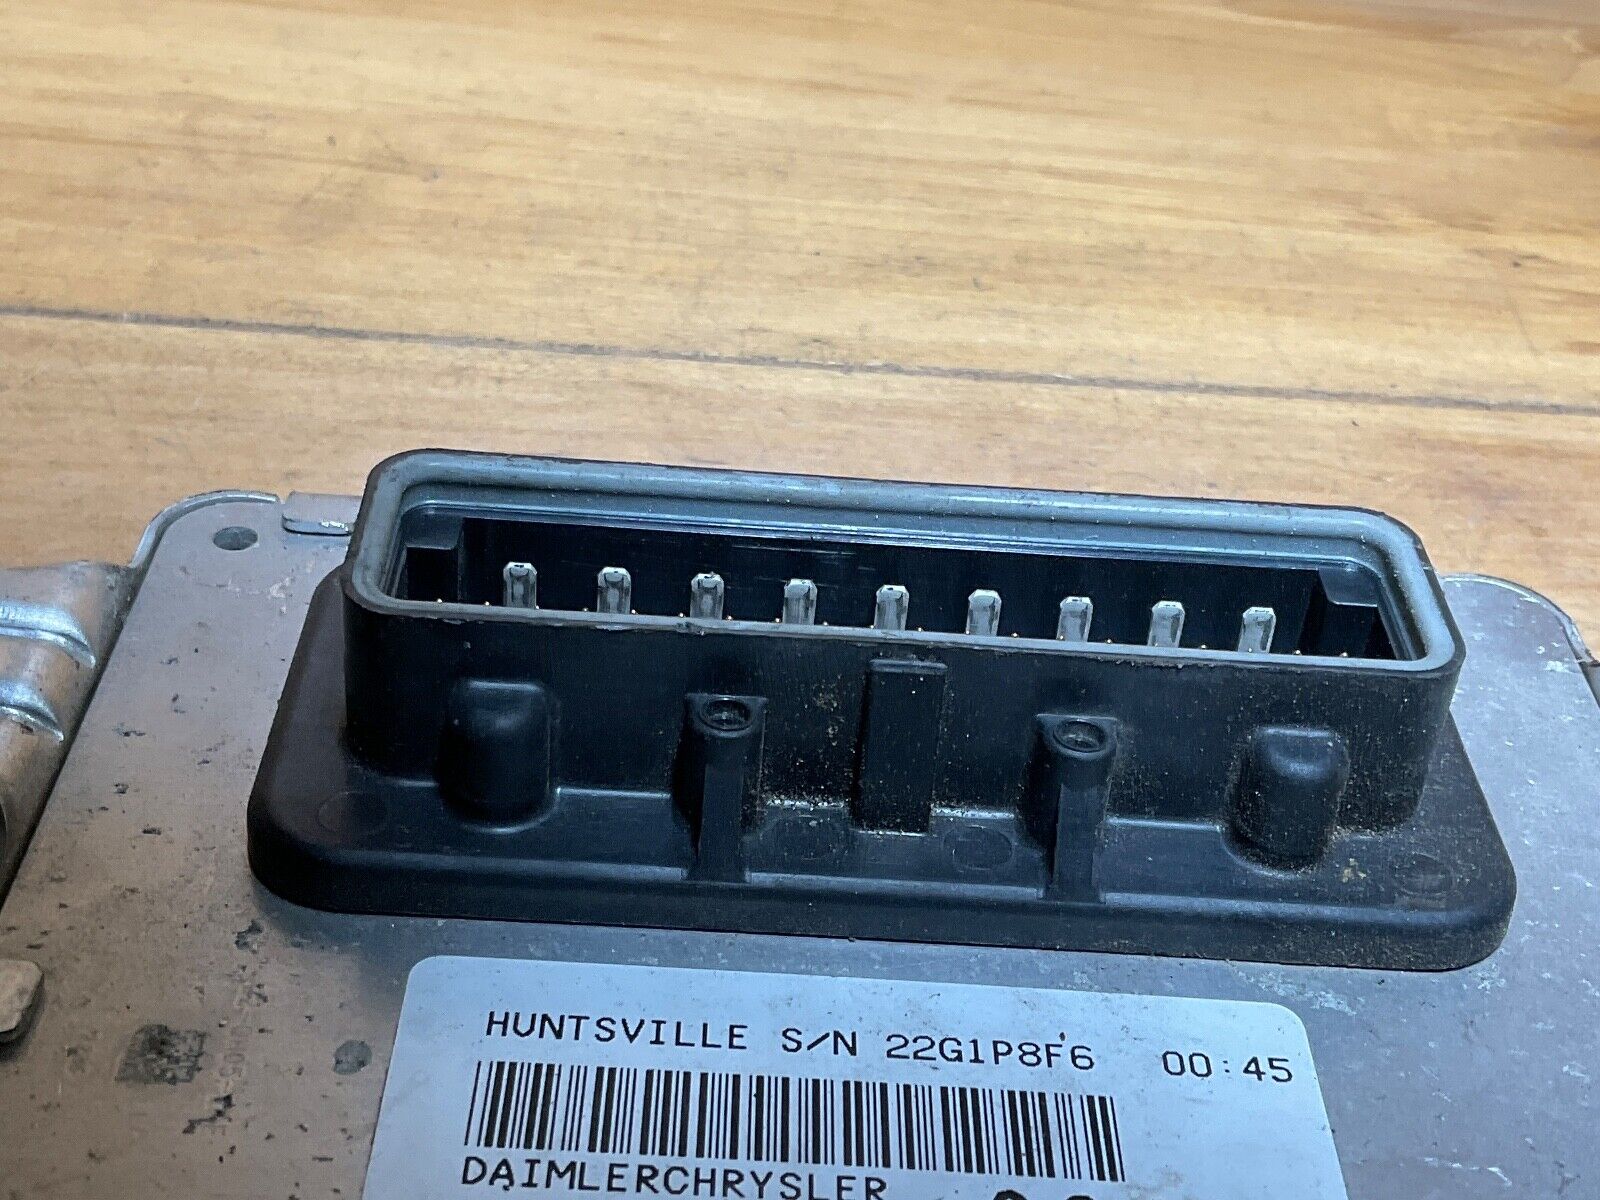 HUNTSVILLE S/N 22G1P8F6 00:45
DAIMLERCHRYSLER